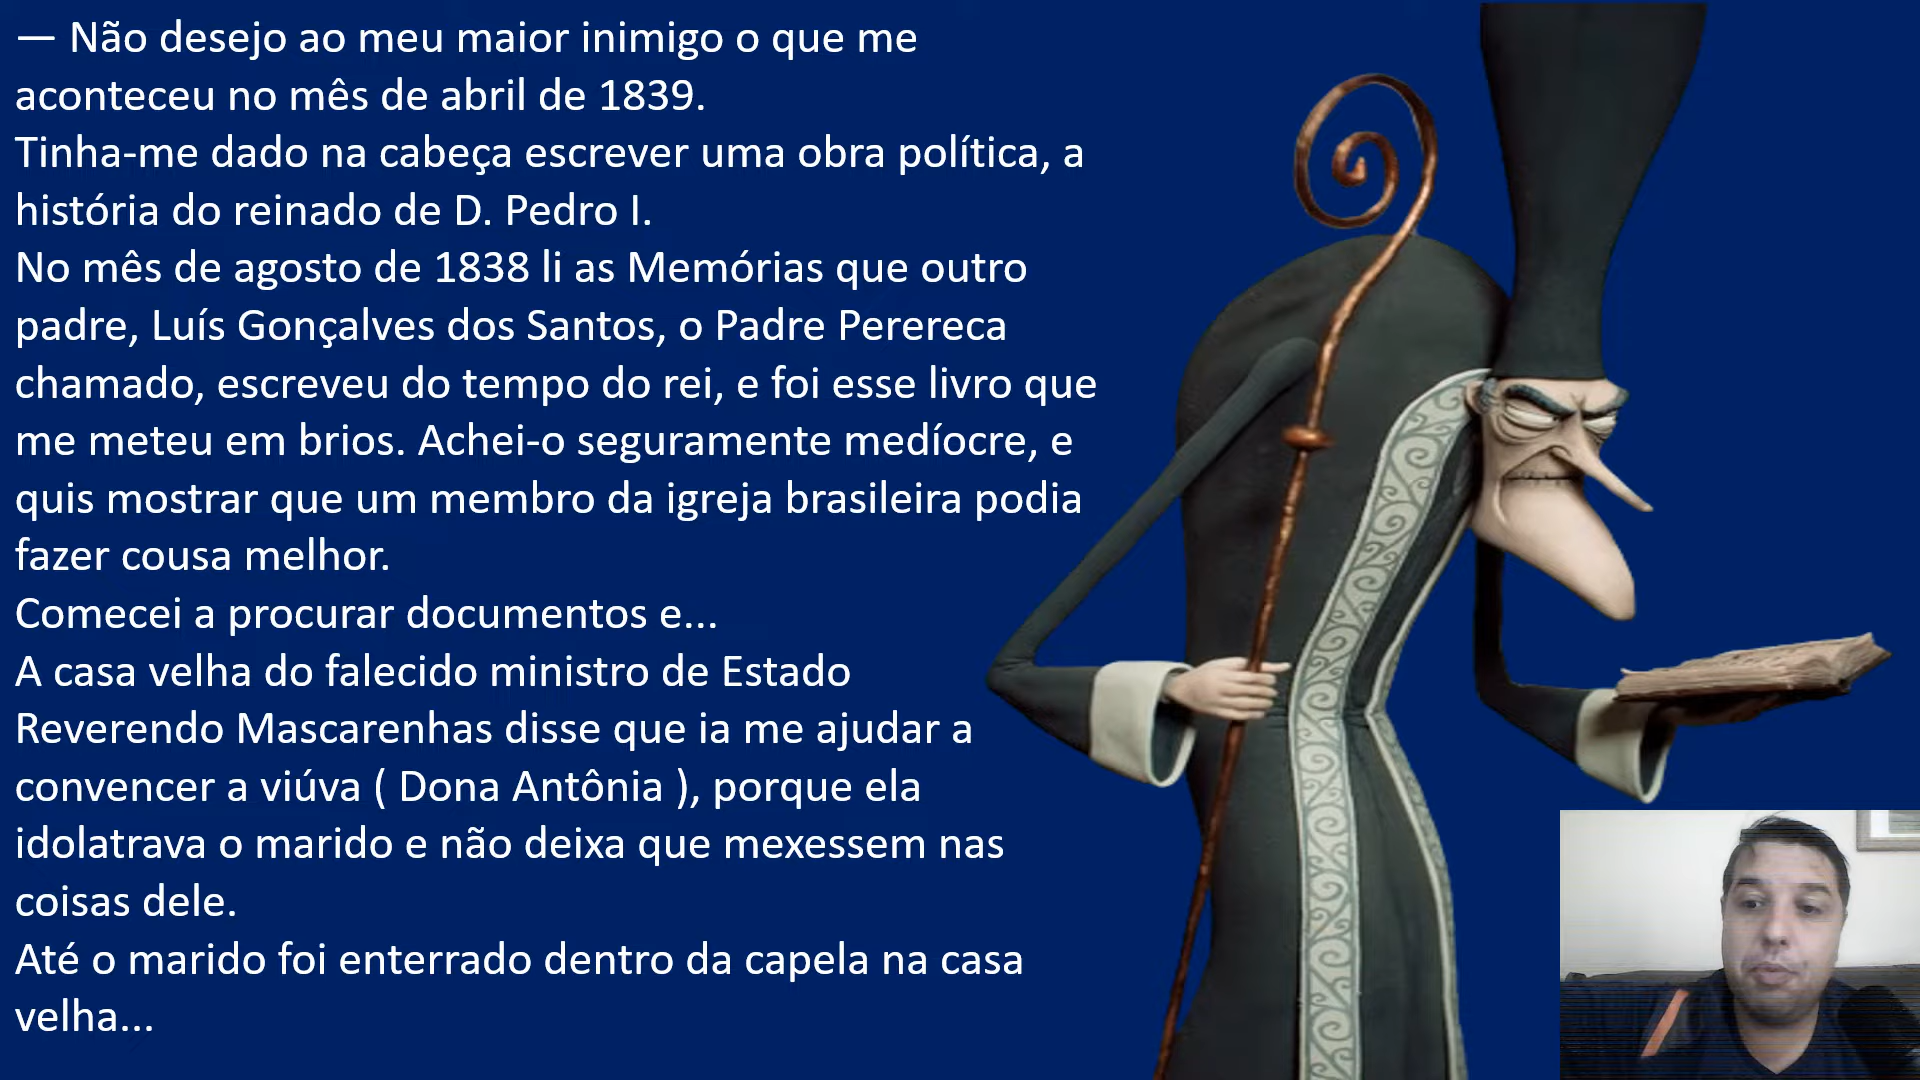 — Não desejo ao meu maior inimigo o que me
aconteceu no mês de abril de 1839.
Tinha-me dado na cabeça escrever uma obra política, a
história do reinado de D. Pedro I.
No mês de agosto de 1838 li as Memórias que outro
padre, Luís Gonçalves dos Santos, o Padre Perereca
chamado, escreveu do tempo do rei, e foi esse livro que
me meteu em brios. Achei-o seguramente medíocre, e
quis mostrar que um membro da igreja brasileira podia
fazer cousa melhor.
Comecei a procurar documentos e...
A casa velha do falecido ministro de Estado
Reverendo Mascarenhas disse que ia me ajudar a
convencer a viúva ( Dona Antônia ), porque ela
idolatrava o marido e não deixa que mexessem nas
coisas dele.
Até o marido foi enterrado dentro da capela na casa
velha...